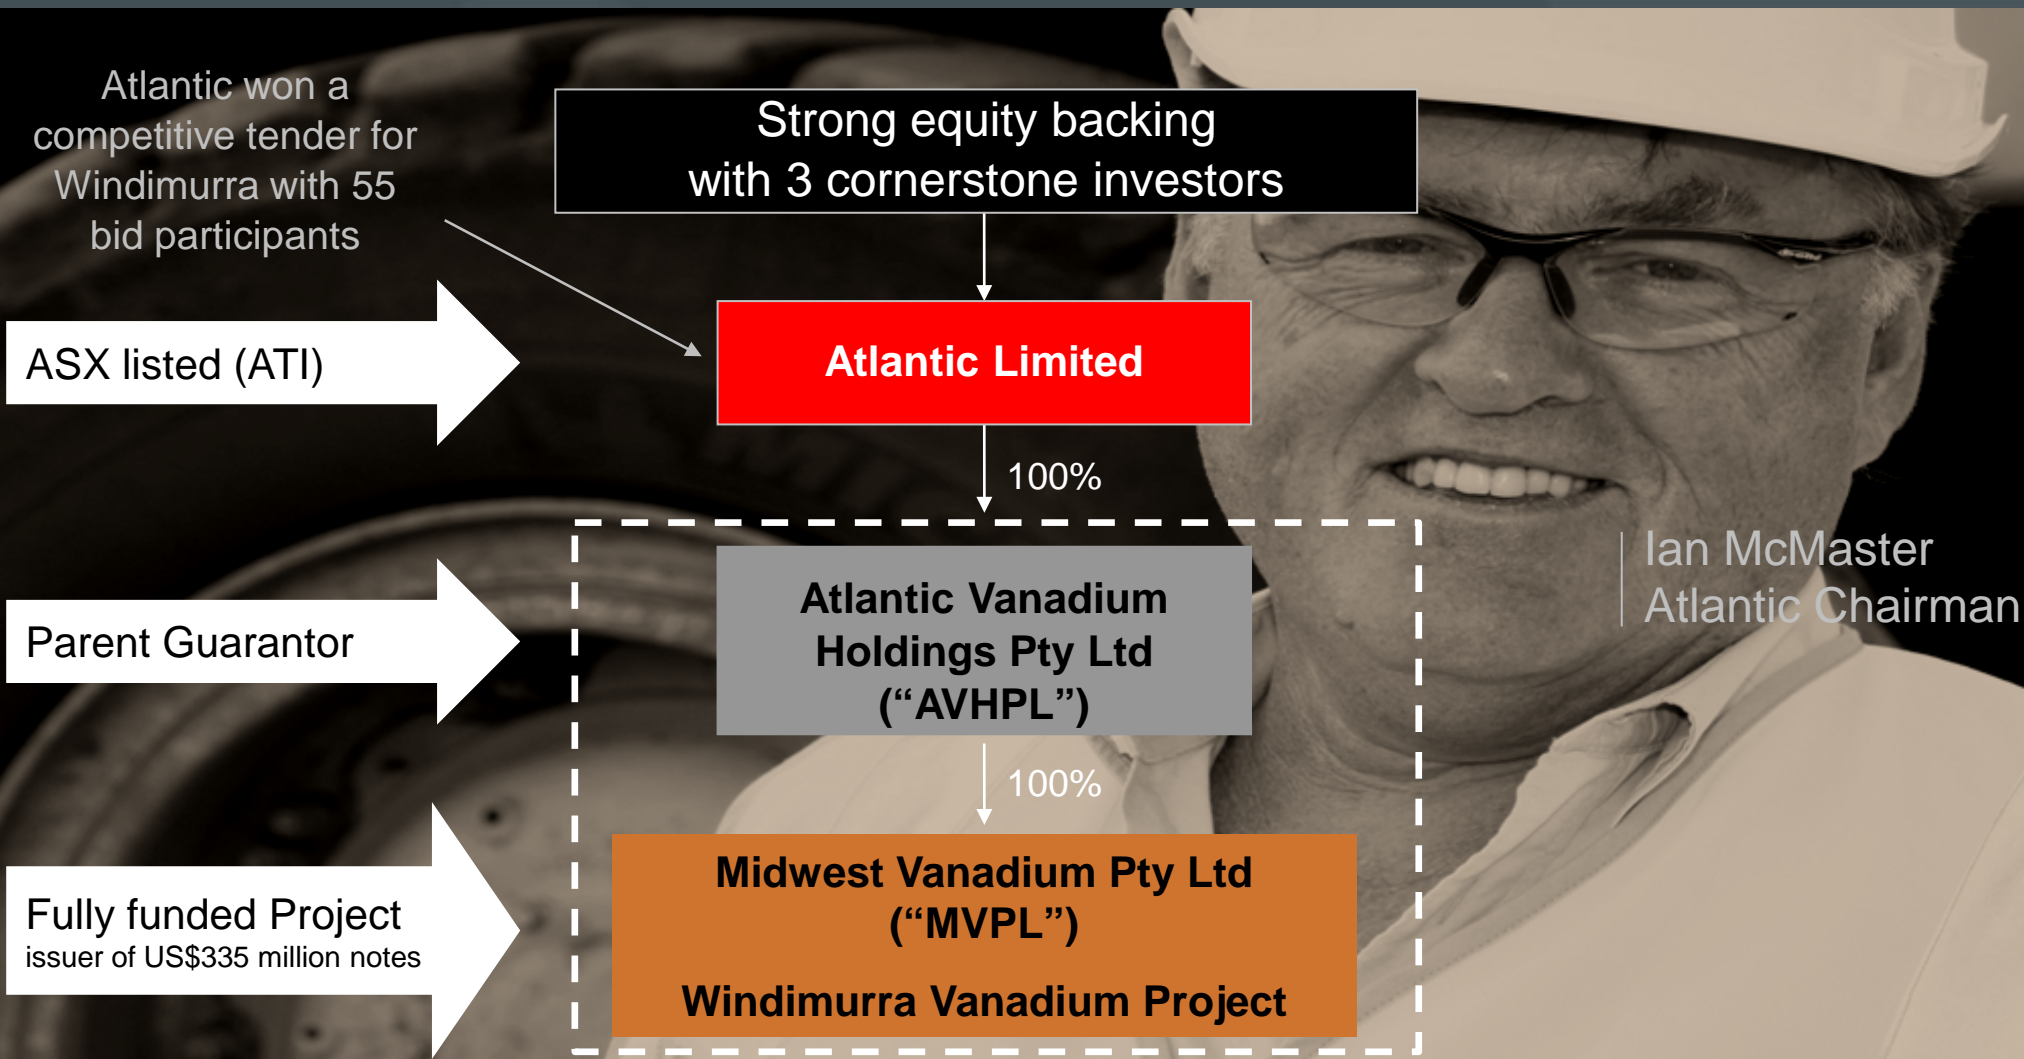 Atlantic won a
competitive tender for
Windimurra with 55
bid participants
Strong equity backing
with 3 cornerstone investors
ASX listed (ATI)
Atlantic Limited
100%
Parent Guarantor
Atlantic Vanadium
Holdings Pty Ltd
(“AVHPL”)
Ian McMaster
Atlantic Chairman
100%
Fully funded Project
issuer of US$335 million notes
Midwest Vanadium Pty Ltd
(“MVPL”)
Windimurra Vanadium Project